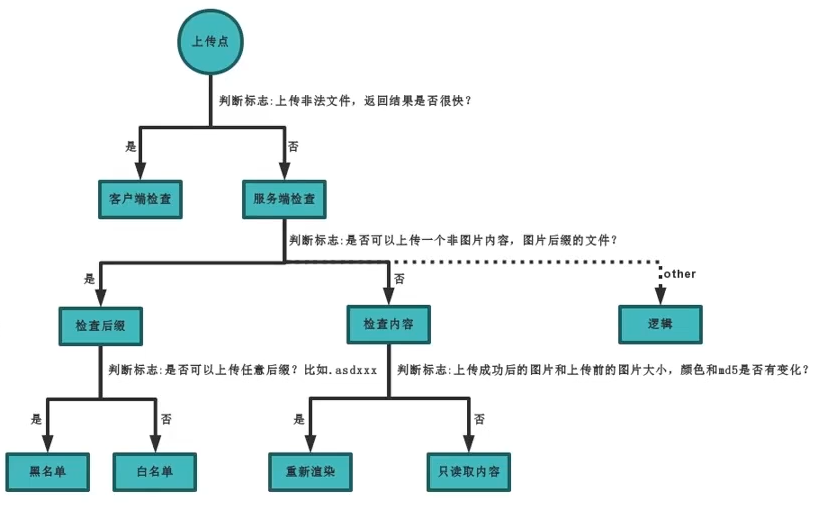 上传点
判断标志:上传非法文件，返回结果是否很快?
是
否
客户端检查
服务端检查
判断标志:是否可以上传一个非图片内容，图片后缀的文件?
是
否
other
检查后缀
检查内容
逻辑
判断标志:是否可以上传任意后缀? 比如.asdxxx
判断标志:上传成功后的图片和上传前的图片大小，颜色和md5是否有变化?
是
否
是
否
黑名单
白名单
重新渲染
只读取内容